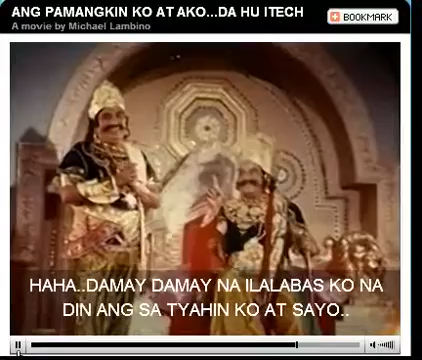 ANG PAMANGKIN KO AT AKO...DA HU ITECH
BOOKMARK
A movie by Michael Lambino
HAHA..DAMAY DAMAY NA ILALABAS KO NA
DIN ANG SA TYAHIN KO AT SAYO..